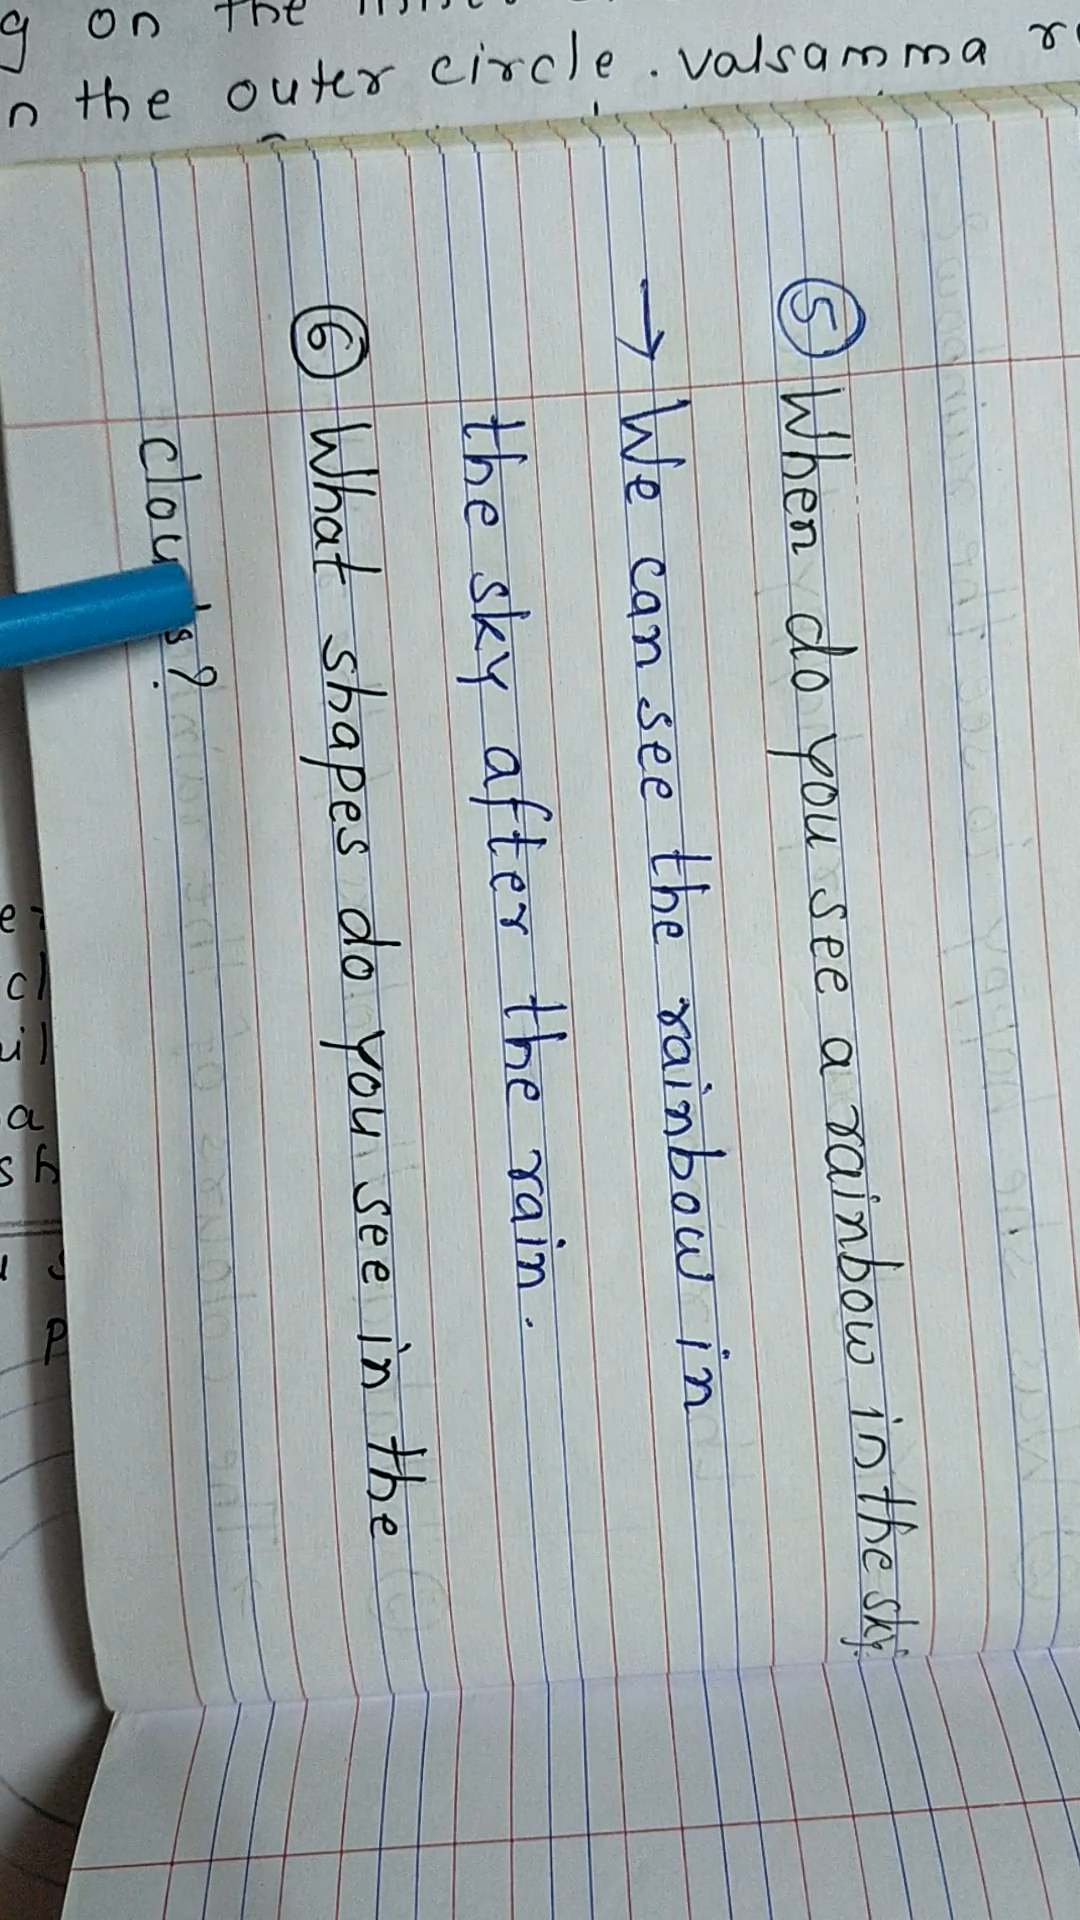 on the
n the outer circle. valsamma
⑤ When do you see a rainbow in the sky?
→ We can see the rainbow in
the sky after the rain.
⑥ What shapes do you see in the
clouds?